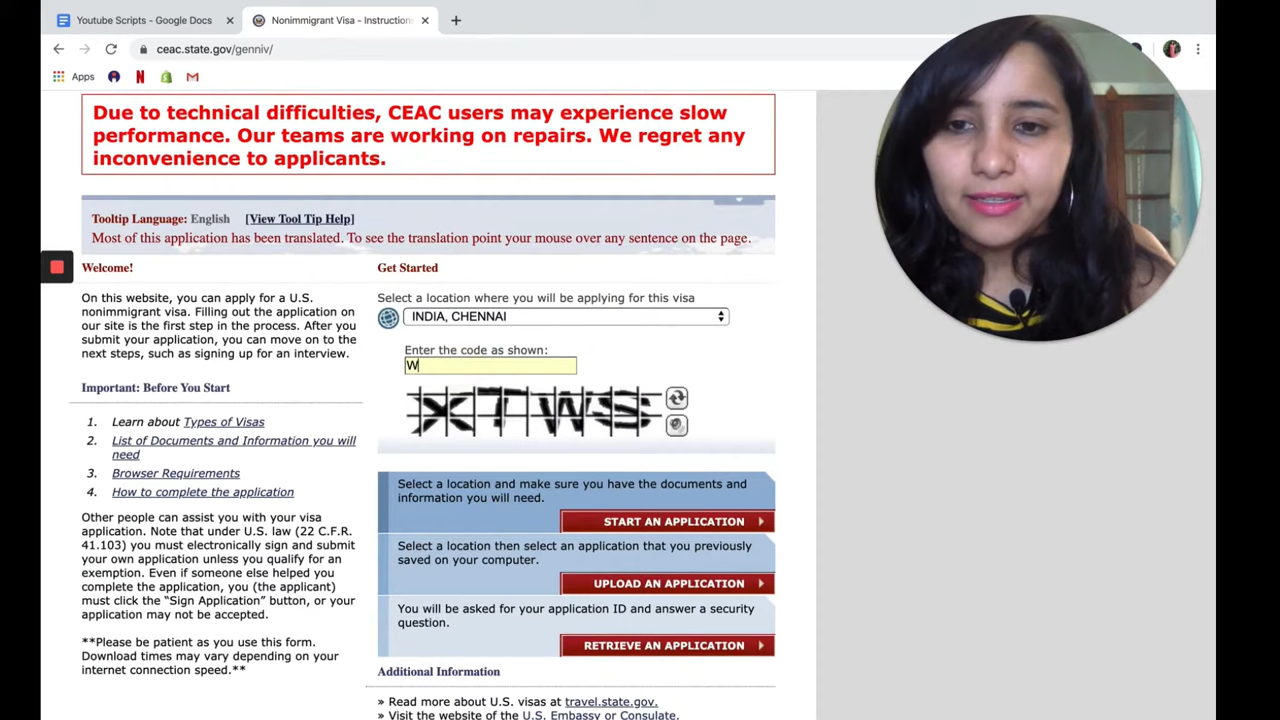 Youtube Scripts - Google Docs
Nonimmigrant Visa - Instruction
ceac.state.gov/genniv/
Apps
Due to technical difficulties, CEAC users may experience slow
performance. Our teams are working on repairs. We regret any
inconvenience to applicants.
Tooltip Language: English [View Tool Tip Help]
Most of this application has been translated. To see the translation point your mouse over any sentence on the page.
Welcome!
On this website, you can apply for a U.S.
nonimmigrant visa. Filling out the application on
our site is the first step in the process. After you
submit your application, you can move on to the
next steps, such as signing up for an interview.
Important: Before You Start
1. Learn about Types of Visas
2. List of Documents and Information you will
need
3. Browser Requirements
4. How to complete the application
Other people can assist you with your visa
application. Note that under U.S. law (22 C.F.R.
41.103) you must electronically sign and submit
your own application unless you qualify for an
exemption. Even if someone else helped you
complete the application, you (the applicant)
must click the “Sign Application” button, or your
application may not be accepted.
**Please be patient as you use this form.
Download times may vary depending on your
internet connection speed.**
Get Started
Select a location where you will be applying for this visa
INDIA, CHENNAI
Enter the code as shown:
W
XTWS
Select a location and make sure you have the documents and
information you will need.
START AN APPLICATION
Select a location then select an application that you previously
saved on your computer.
UPLOAD AN APPLICATION
You will be asked for your application ID and answer a security
question.
RETRIEVE AN APPLICATION
Additional Information
» Read more about U.S. visas at travel.state.gov.
» Visit the website of the U.S. Embassy or Consulate.